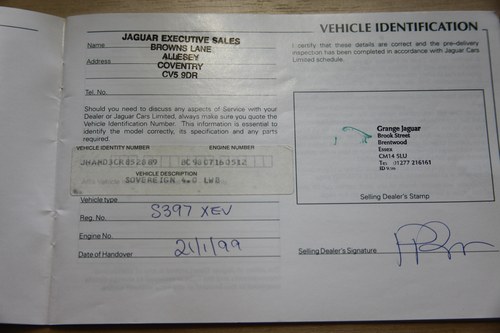 VEHICLE IDENTIFICATION
JAGUAR EXECUTIVE SALES
Name
BROWNS LANE
ALLESEY
Address
COVENTRY
CV5 9DR
Tel. No.
I certify that these details are correct and the pre-delivery
inspection has been completed in accordance with Jaguar Cars
Limited schedule.
Should you need to discuss any aspects of Service with your
Dealer or Jaguar Cars Limited, always make sure you quote the
Vehicle Identification Number. This information is essential to
identify the model correctly, its specification and any parts
required.
VEHICLE IDENTITY NUMBER ENGINE NUMBER
VEHICLE DESCRIPTION
SOVEREIGN 4.0 LWB
Vehicle type
Reg. No. S397 XEV
Engine No.
Date of Handover 21/1/99
Grange Jaguar
Brook Street
Brentwood
Essex
CM14 5LU
Tel: 01277 216161
Selling Dealer's Stamp
Selling Dealer's Signature